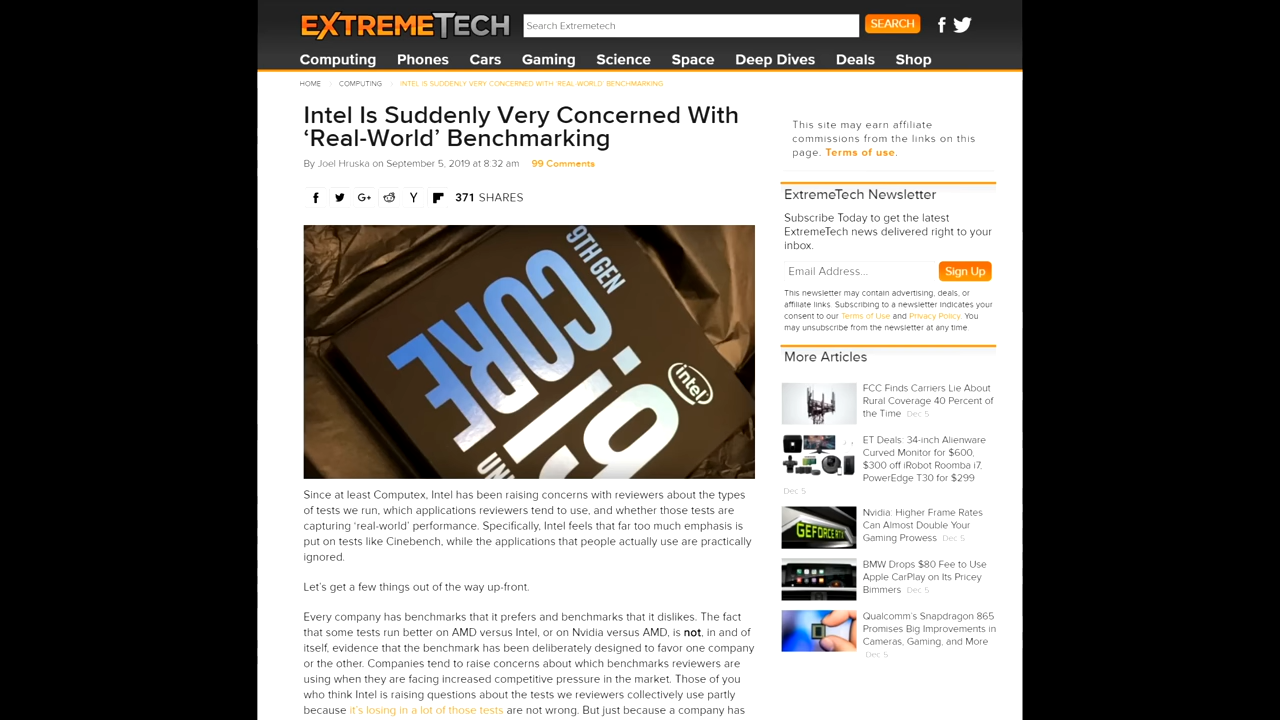 EXTREMETECH
Search Extremetech
SEARCH
Computing Phones Cars Gaming Science Space Deep Dives Deals Shop
HOME COMPUTING INTEL IS SUDDENLY VERY CONCERNED WITH 'REAL-WORLD' BENCHMARKING
Intel Is Suddenly Very Concerned With
‘Real-World’ Benchmarking
By Joel Hruska on September 5, 2019 at 8:32 am 99 Comments
371 SHARES
9TH GEN
CORE
i9
intel
Since at least Computex, Intel has been raising concerns with reviewers about the types
of tests we run, which applications reviewers tend to use, and whether those tests are
capturing ‘real-world’ performance. Specifically, Intel feels that far too much emphasis is
put on tests like Cinebench, while the applications that people actually use are practically
ignored.
Let’s get a few things out of the way up-front.
Every company has benchmarks that it prefers and benchmarks that it dislikes. The fact
that some tests run better on AMD versus Intel, or on Nvidia versus AMD, is not, in and of
itself, evidence that the benchmark has been deliberately designed to favor one company
or the other. Companies tend to raise concerns about which benchmarks reviewers are
using when they are facing increased competitive pressure in the market. Those of you
who think Intel is raising questions about the tests we reviewers collectively use partly
because it’s losing in a lot of those tests are not wrong. But just because a company has
This site may earn affiliate
commissions from the links on this
page. Terms of use.
ExtremeTech Newsletter
Subscribe Today to get the latest
ExtremeTech news delivered right to your
inbox.
Email Address...
Sign Up
This newsletter may contain advertising, deals, or
affiliate links. Subscribing to a newsletter indicates your
consent to our Terms of Use and Privacy Policy. You
may unsubscribe from the newsletter at any time.
More Articles
FCC Finds Carriers Lie About
Rural Coverage 40 Percent of
the Time Dec 5
ET Deals: 34-inch Alienware
Curved Monitor for $600,
$300 off iRobot Roomba i7,
PowerEdge T30 for $299
Dec 5
GEFORCE RTX
Nvidia: Higher Frame Rates
Can Almost Double Your
Gaming Prowess Dec 5
BMW Drops $80 Fee to Use
Apple CarPlay on Its Pricey
Bimmers Dec 5
Qualcomm’s Snapdragon 865
Promises Big Improvements in
Cameras, Gaming, and More
Dec 5